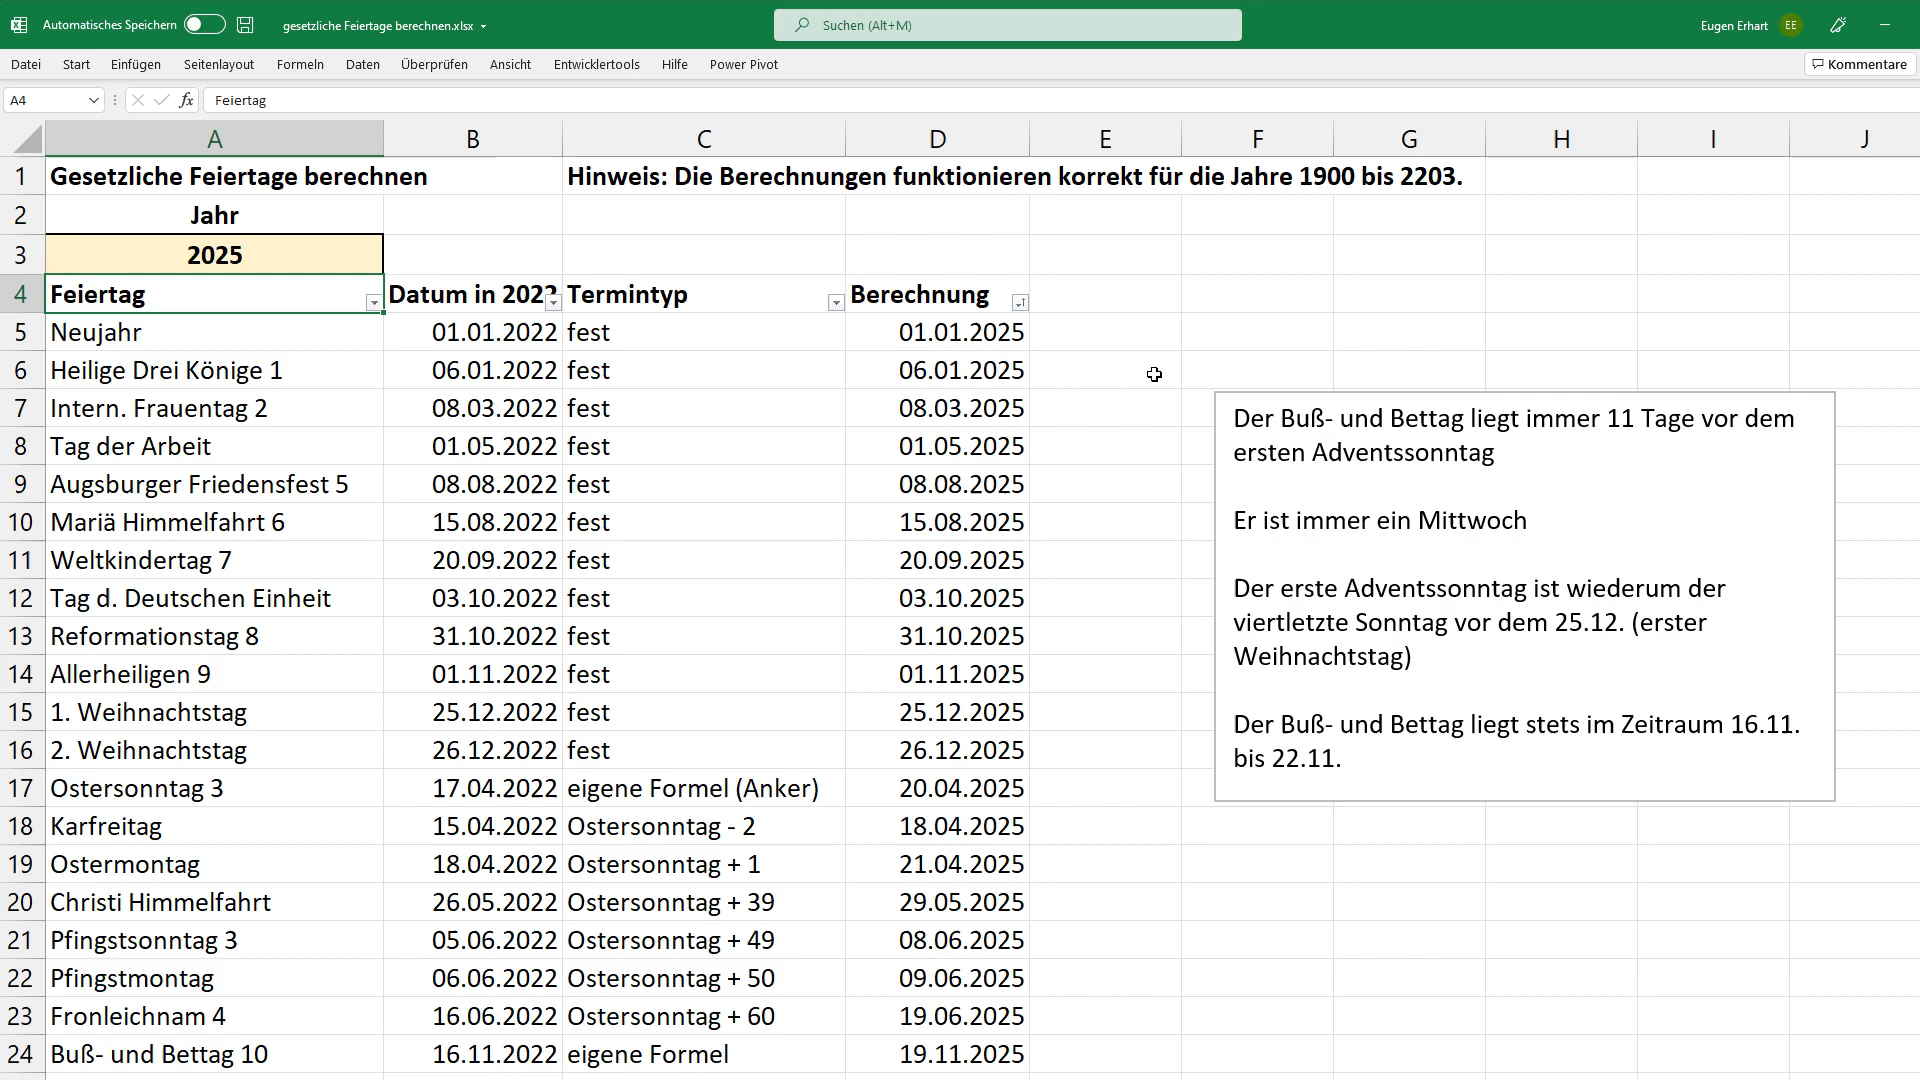 Automatisches Speichern gesetzliche Feiertage berechnen.xlsx Suchen (Alt+M) Eugen Erhart EE
Datei Start Einfügen Seitenlayout Formeln Daten Überprüfen Ansicht Entwicklertools Hilfe Power Pivot Kommentare
A4 fx Feiertag
A B C D E F G H I J
1 Gesetzliche Feiertage berechnen Hinweis: Die Berechnungen funktionieren korrekt für die Jahre 1900 bis 2203.
2 Jahr
3 2025
4 Feiertag Datum in 2022 Termintyp Berechnung
5 Neujahr 01.01.2022 fest 01.01.2025
6 Heilige Drei Könige 1 06.01.2022 fest 06.01.2025
7 Intern. Frauentag 2 08.03.2022 fest 08.03.2025
8 Tag der Arbeit 01.05.2022 fest 01.05.2025
9 Augsburger Friedensfest 5 08.08.2022 fest 08.08.2025
10 Mariä Himmelfahrt 6 15.08.2022 fest 15.08.2025
11 Weltkindertag 7 20.09.2022 fest 20.09.2025
12 Tag d. Deutschen Einheit 03.10.2022 fest 03.10.2025
13 Reformationstag 8 31.10.2022 fest 31.10.2025
14 Allerheiligen 9 01.11.2022 fest 01.11.2025
15 1. Weihnachtstag 25.12.2022 fest 25.12.2025
16 2. Weihnachtstag 26.12.2022 fest 26.12.2025
17 Ostersonntag 3 17.04.2022 eigene Formel (Anker) 20.04.2025
18 Karfreitag 15.04.2022 Ostersonntag - 2 18.04.2025
19 Ostermontag 18.04.2022 Ostersonntag + 1 21.04.2025
20 Christi Himmelfahrt 26.05.2022 Ostersonntag + 39 29.05.2025
21 Pfingstsonntag 3 05.06.2022 Ostersonntag + 49 08.06.2025
22 Pfingstmontag 06.06.2022 Ostersonntag + 50 09.06.2025
23 Fronleichnam 4 16.06.2022 Ostersonntag + 60 19.06.2025
24 Buß- und Bettag 10 16.11.2022 eigene Formel 19.11.2025
Der Buß- und Bettag liegt immer 11 Tage vor dem
ersten Adventssonntag
Er ist immer ein Mittwoch
Der erste Adventssonntag ist wiederum der
viertletzte Sonntag vor dem 25.12. (erster
Weihnachtstag)
Der Buß- und Bettag liegt stets im Zeitraum 16.11.
bis 22.11.